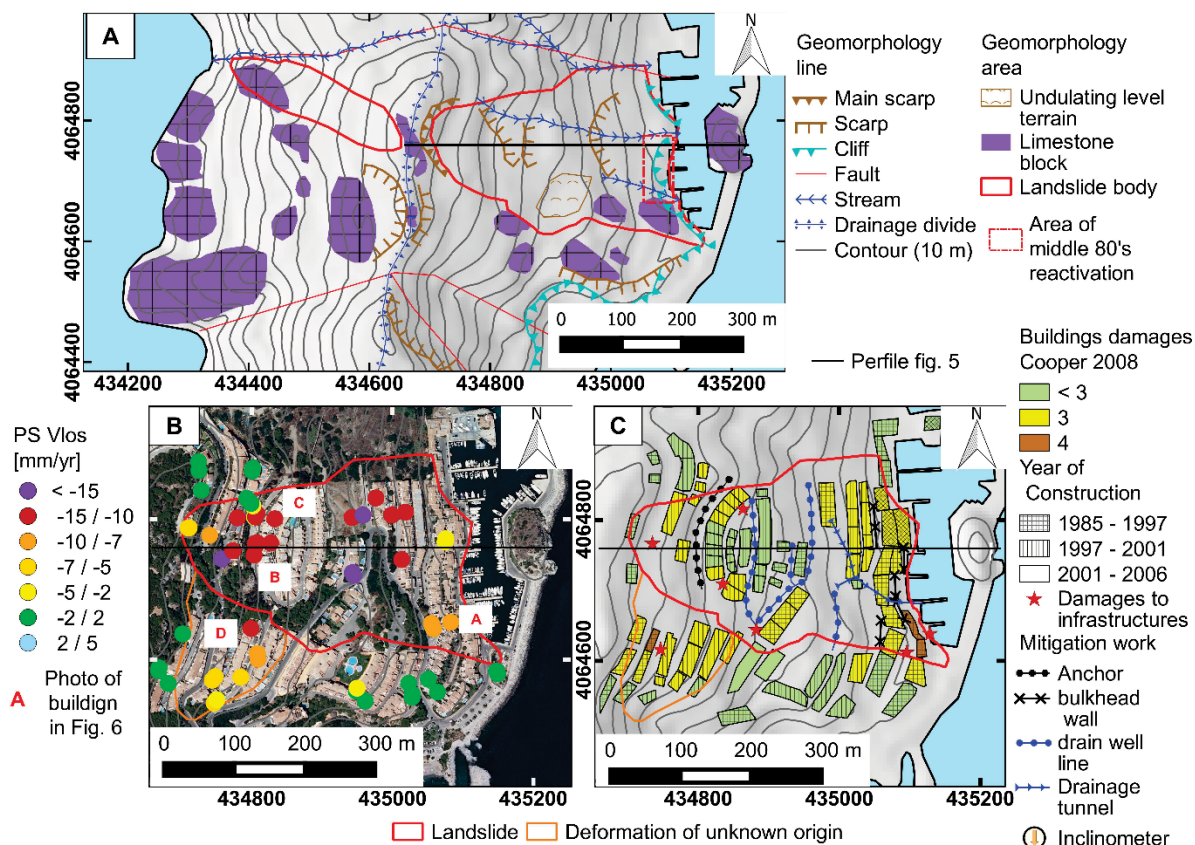 A
N
Geomorphology
line
Main scarp
Scarp
Cliff
Fault
Stream
Drainage divide
Contour (10 m)
Geomorphology
area
Undulating level
terrain
Limestone
block
Landslide body
Area of
middle 80's
reactivation
Perfile fig. 5
4064800
4064600
4064400
0 100 200 300 m
434200 434400 434600 434800 435000 435200
PS Vlos
[mm/yr]
< -15
-15 / -10
-10 / -7
-7 / -5
-5 / -2
-2 / 2
2 / 5
A Photo of
buildign
in Fig. 6
B
N
C
B
D
A
0 100 200 300 m
434800 435000 435200
C
N
4064800
4064600
0 100 200 300 m
434800 435000 435200
Buildings damages
Cooper 2008
< 3
3
4
Year of
Construction
1985 - 1997
1997 - 2001
2001 - 2006
Damages to
infrastructures
Mitigation work
Anchor
bulkhead
wall
drain well
line
Drainage
tunnel
Inclinometer
Landslide Deformation of unknown origin